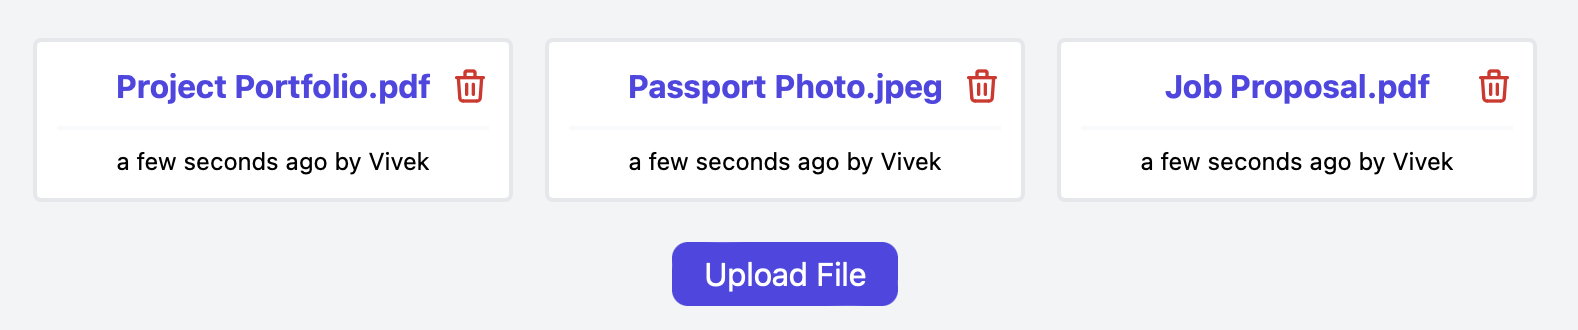 Project Portfolio.pdf
a few seconds ago by Vivek
Passport Photo.jpeg
a few seconds ago by Vivek
Job Proposal.pdf
a few seconds ago by Vivek
Upload File